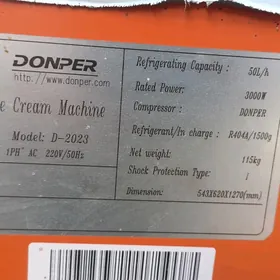 DONPER
http://www.donper.com
e Cream Machine
Model: D-2023
1PH~ AC 220V/50Hz
Refrigerating Capacity : 50L/h
Rated Power: 3000W
Compressor : DONPER
Refrigerant/In charge : R404A/1500g
Net weight: 115kg
Shock Protection Type: I
Dimension: 543X620X1270(mm)